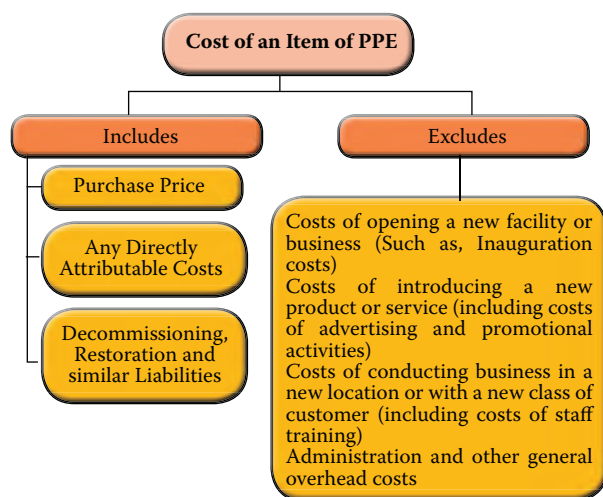 Cost of an Item of PPE
Includes
Excludes
Purchase Price
Any Directly
Attributable Costs
Decommissioning,
Restoration and
similar Liabilities
Costs of opening a new facility or
business (Such as, Inauguration
costs)
Costs of introducing a new
product or service (including costs
of advertising and promotional
activities)
Costs of conducting business in a
new location or with a new class of
customer (including costs of staff
training)
Administration and other general
overhead costs